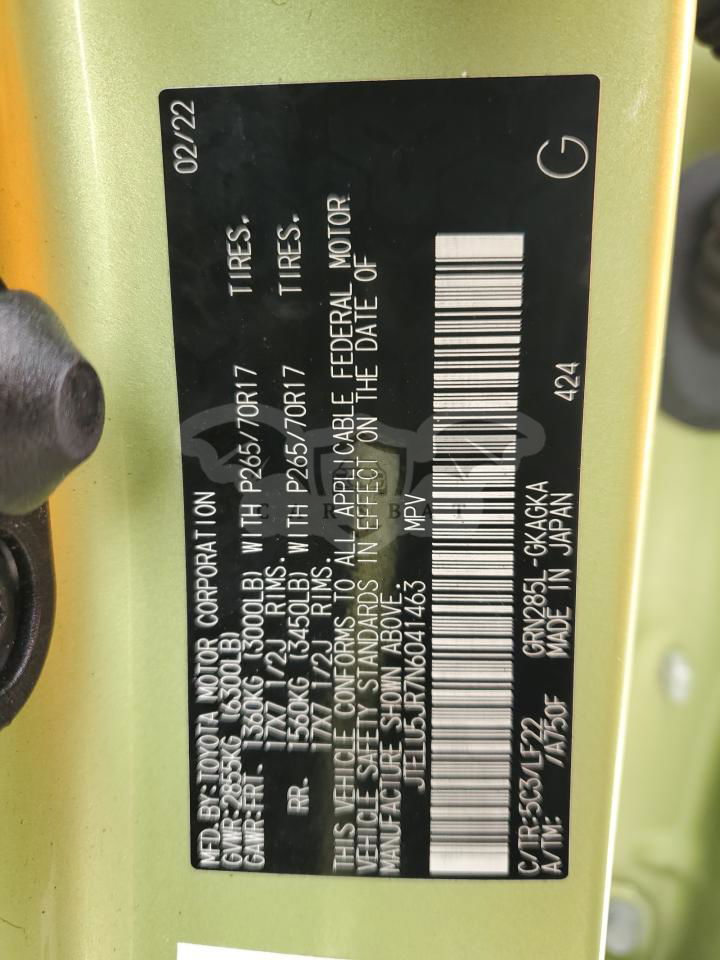 MFD.BY:TOYOTA MOTOR CORPORATION 02/22
GVWR:2855KG (6300LB)
GAWR:FRT. 1360KG (3000LB) WITH P265/70R17 TIRES.
17X7 1/2J RIMS.
RR. 1560KG (3450LB) WITH P265/70R17 TIRES.
17X7 1/2J RIMS.
THIS VEHICLE CONFORMS TO ALL APPLICABLE FEDERAL MOTOR
VEHICLE SAFETY STANDARDS IN EFFECT ON THE DATE OF
MANUFACTURE SHOWN ABOVE.
JTELU5JR7N6041463 MPV
C/TR:5C5/LF22 GRN285L-GKAGKA 424
A/TM: /A750F MADE IN JAPAN
G